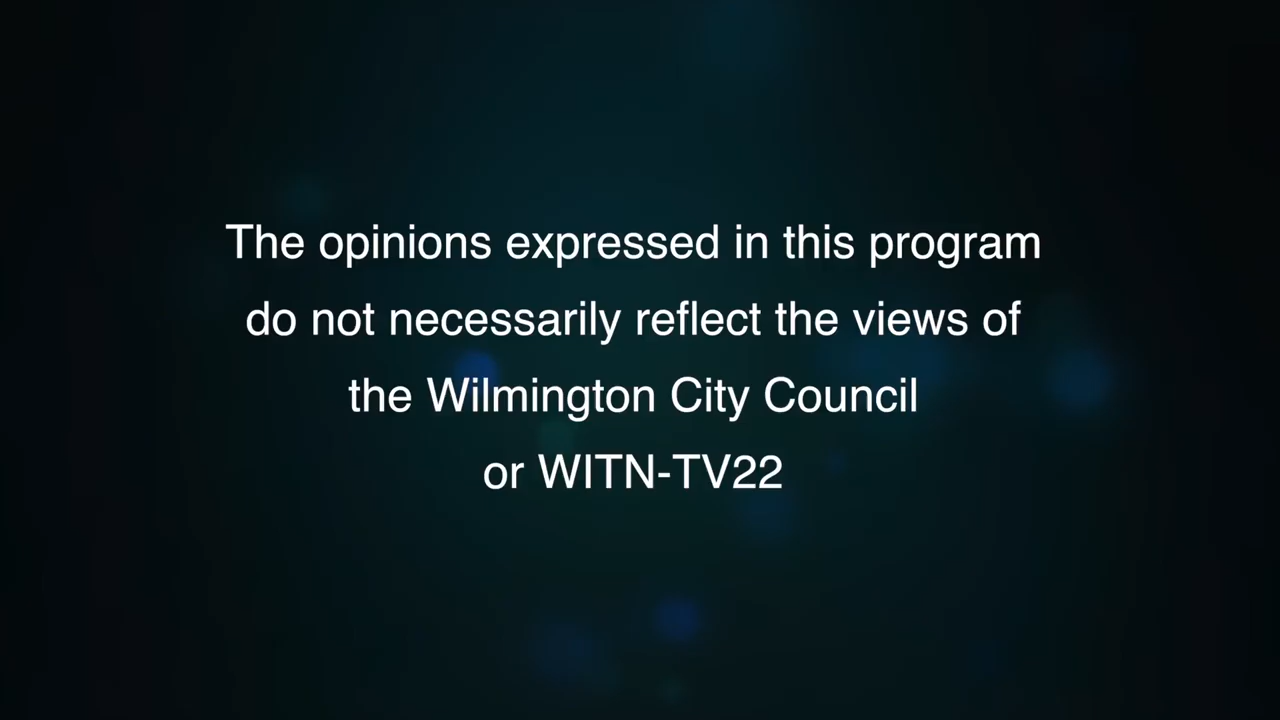 The opinions expressed in this program
do not necessarily reflect the views of
the Wilmington City Council
or WITN-TV22